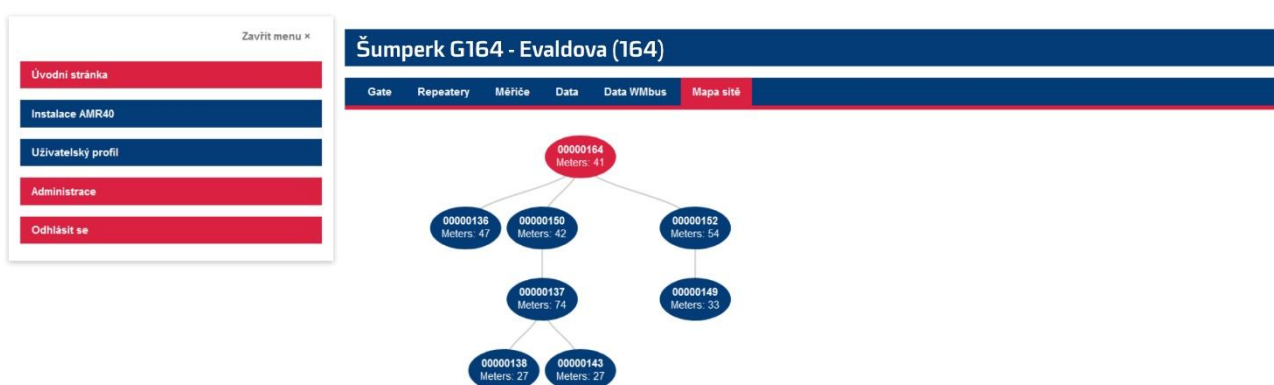 Zavřít menu ×
Úvodní stránka
Instalace AMR40
Uživatelský profil
Administrace
Odhlásit se
Šumperk G164 - Evaldova (164)
Gate Repeatery Měřiče Data Data WMbus Mapa sítě
00000164
Meters: 41
00000136
Meters: 47
00000150
Meters: 42
00000152
Meters: 54
00000137
Meters: 74
00000149
Meters: 33
00000138
Meters: 27
00000143
Meters: 27